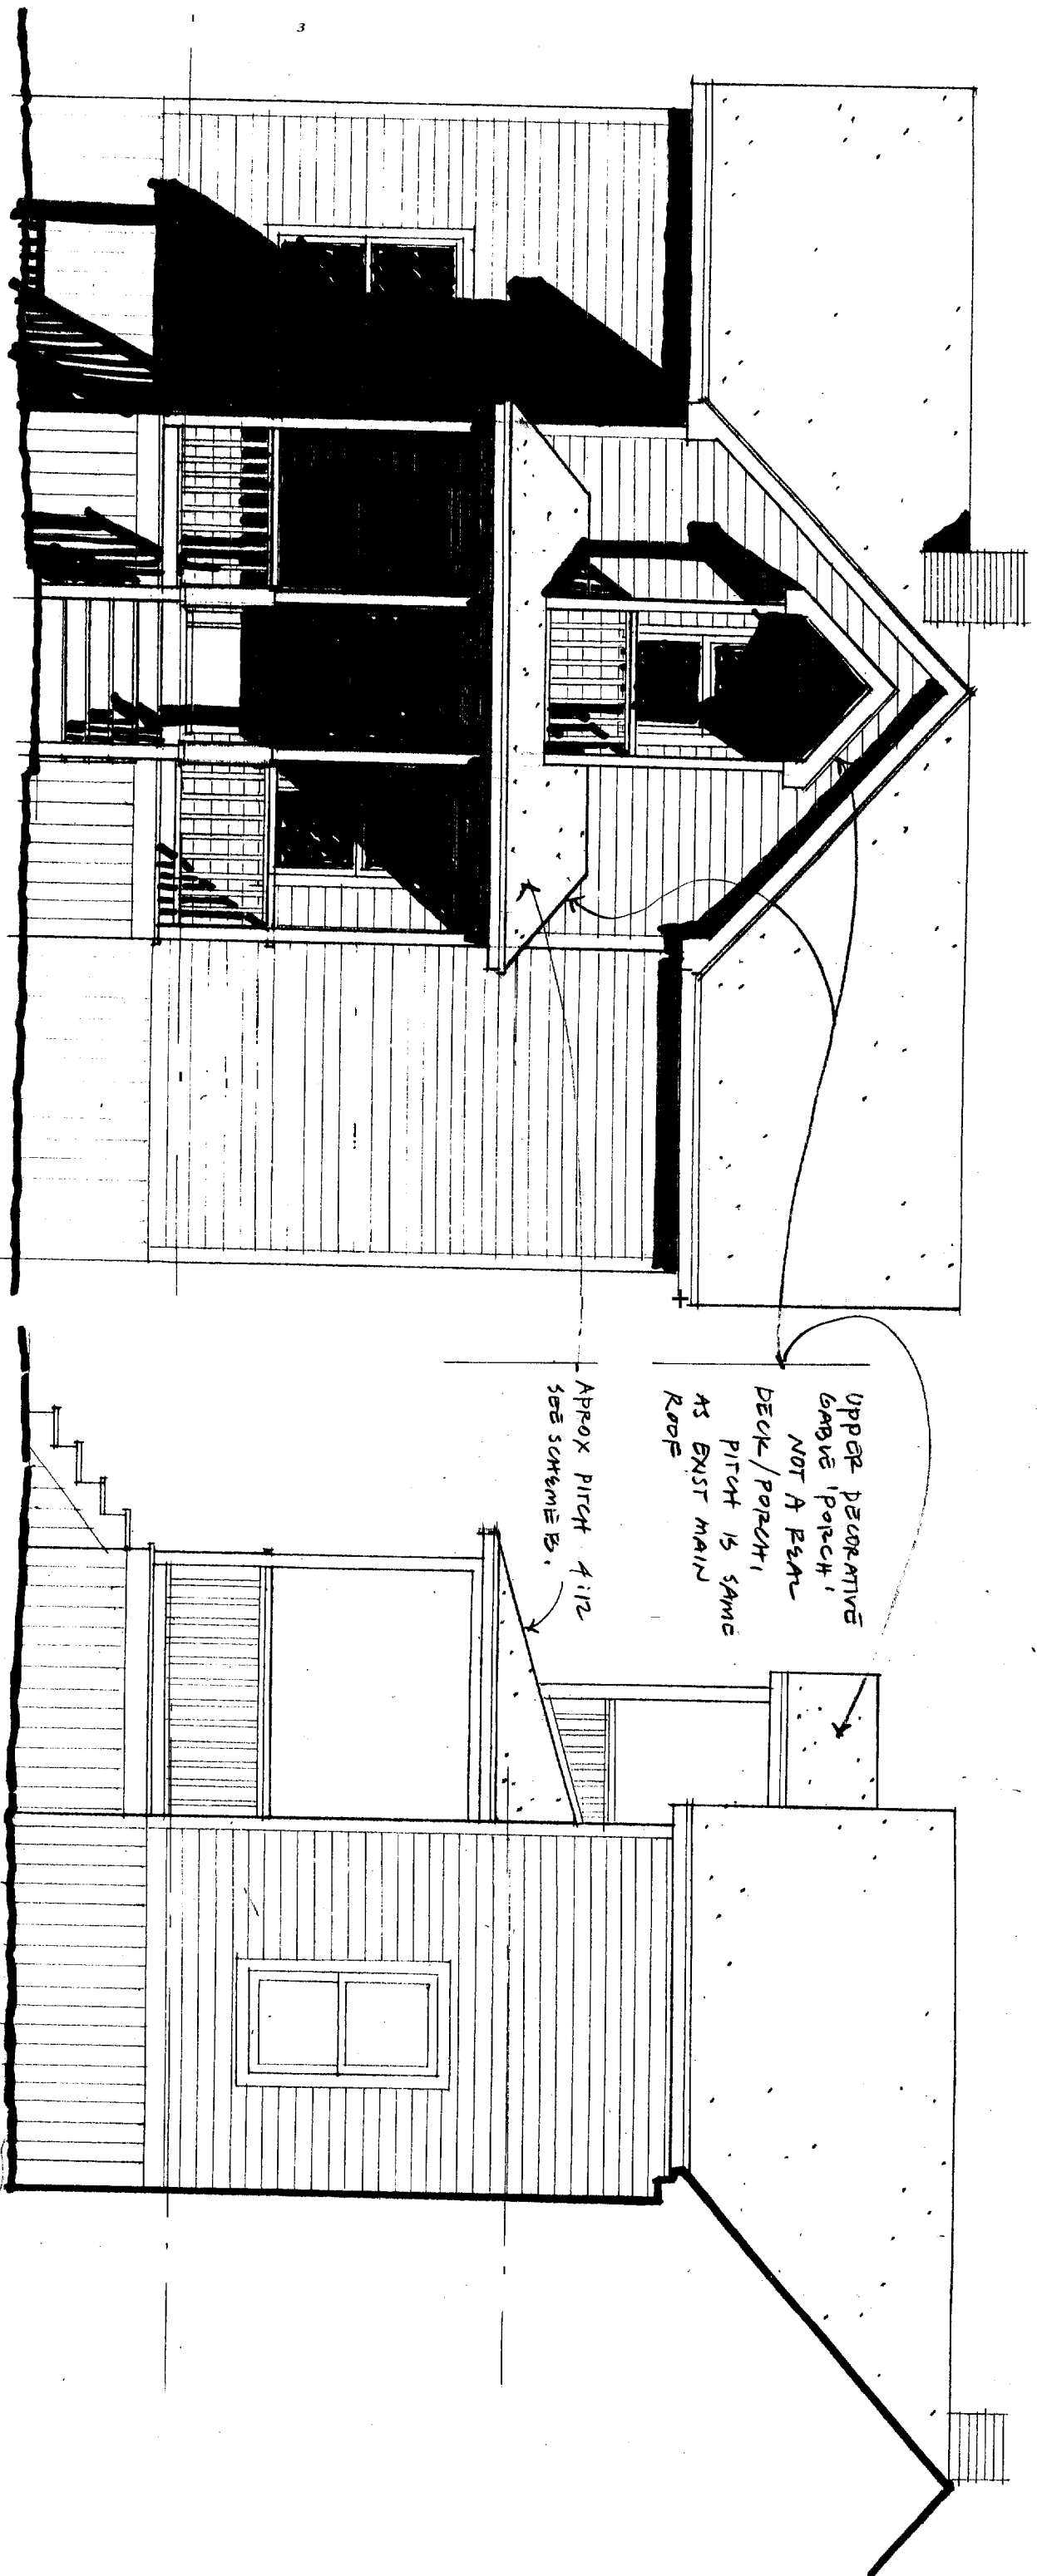 3
UPPER DECORATIVE
GABLE 'PORCH'
NOT A REAL
DECK/PORCH,
PITCH IS SAME
AS EXIST MAIN
ROOF
APPROX PITCH 4:12
SEE SCHEME B.